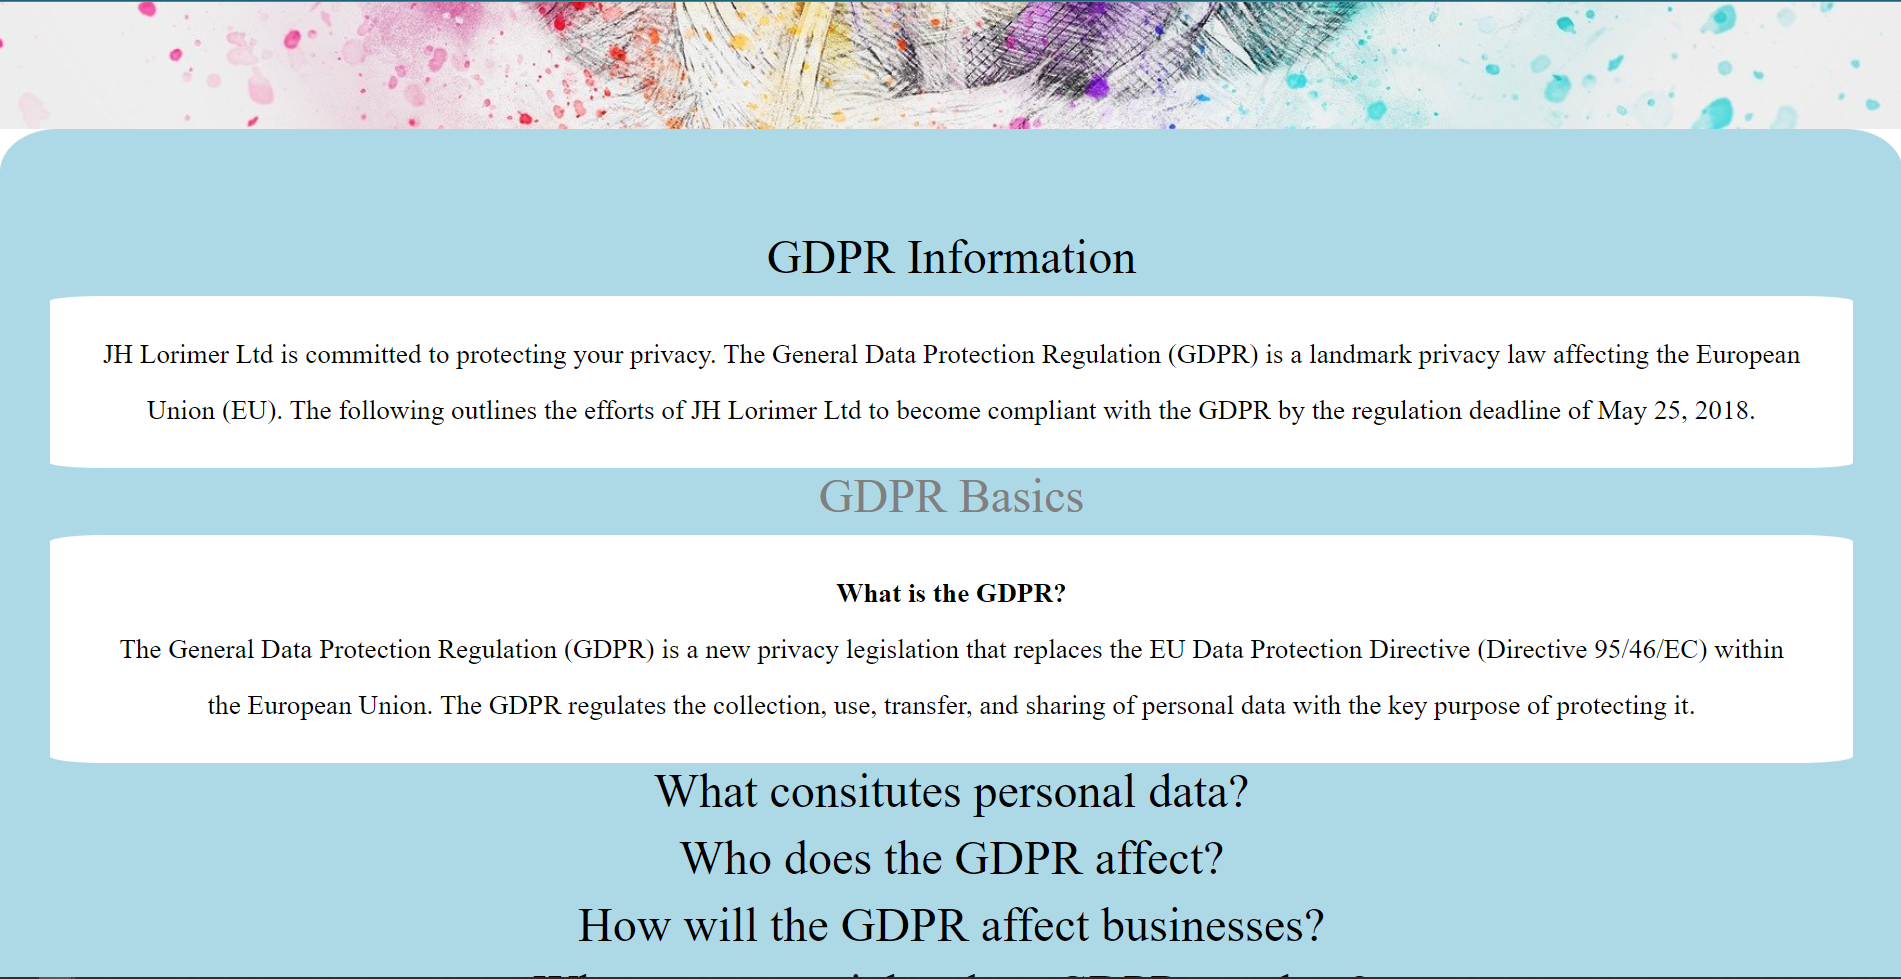 GDPR Information
JH Lorimer Ltd is committed to protecting your privacy. The General Data Protection Regulation (GDPR) is a landmark privacy law affecting the European
Union (EU). The following outlines the efforts of JH Lorimer Ltd to become compliant with the GDPR by the regulation deadline of May 25, 2018.
GDPR Basics
What is the GDPR?
The General Data Protection Regulation (GDPR) is a new privacy legislation that replaces the EU Data Protection Directive (Directive 95/46/EC) within
the European Union. The GDPR regulates the collection, use, transfer, and sharing of personal data with the key purpose of protecting it.
What consitutes personal data?
Who does the GDPR affect?
How will the GDPR affect businesses?